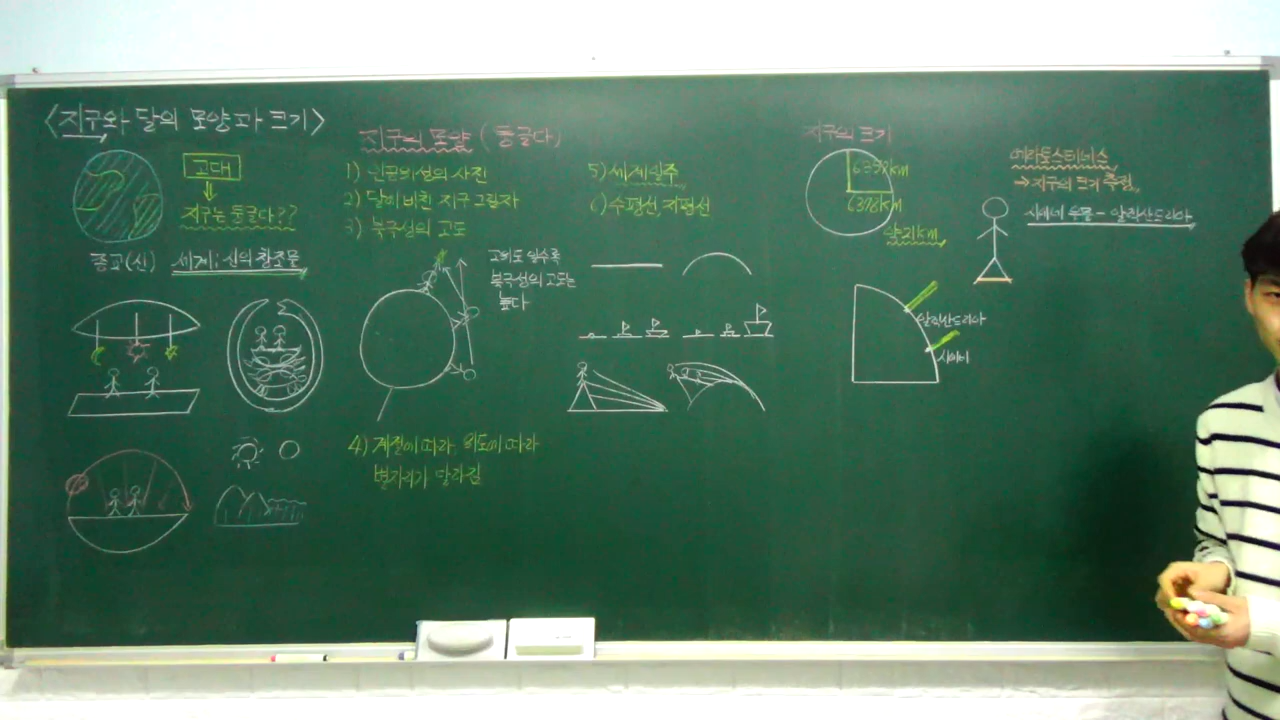 <지구와 달의 모양과 크기>
고대
지구는 둥글다??
종교(신) 세계: 신의 창조물
지구의 모양 (둥글다)
1) 인공위성의 사진
2) 달에 비친 지구 그림자
3) 북극성의 고도
고위도 일수록
북극성의 고도는
높다
4) 계절에 따라, 위도에 따라
별자리가 달라짐
5) 세계일주
6) 수평선, 지평선
지구의 크기
6378km
약 21km
에라토스테네스
→ 지구의 크기 측정
시에네 우물 - 알렉산드리아
알렉산드리아
시에네